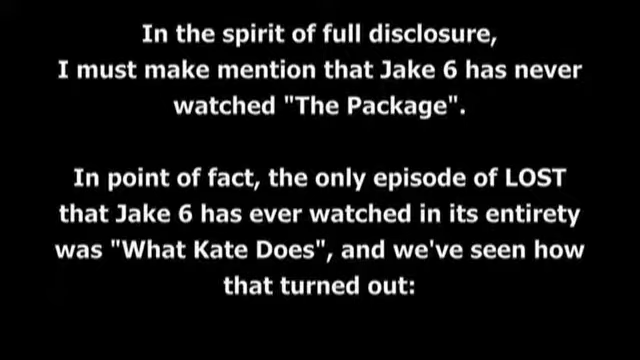 In the spirit of full disclosure,
I must make mention that Jake 6 has never
watched "The Package".
In point of fact, the only episode of LOST
that Jake 6 has ever watched in its entirety
was "What Kate Does", and we've seen how
that turned out: